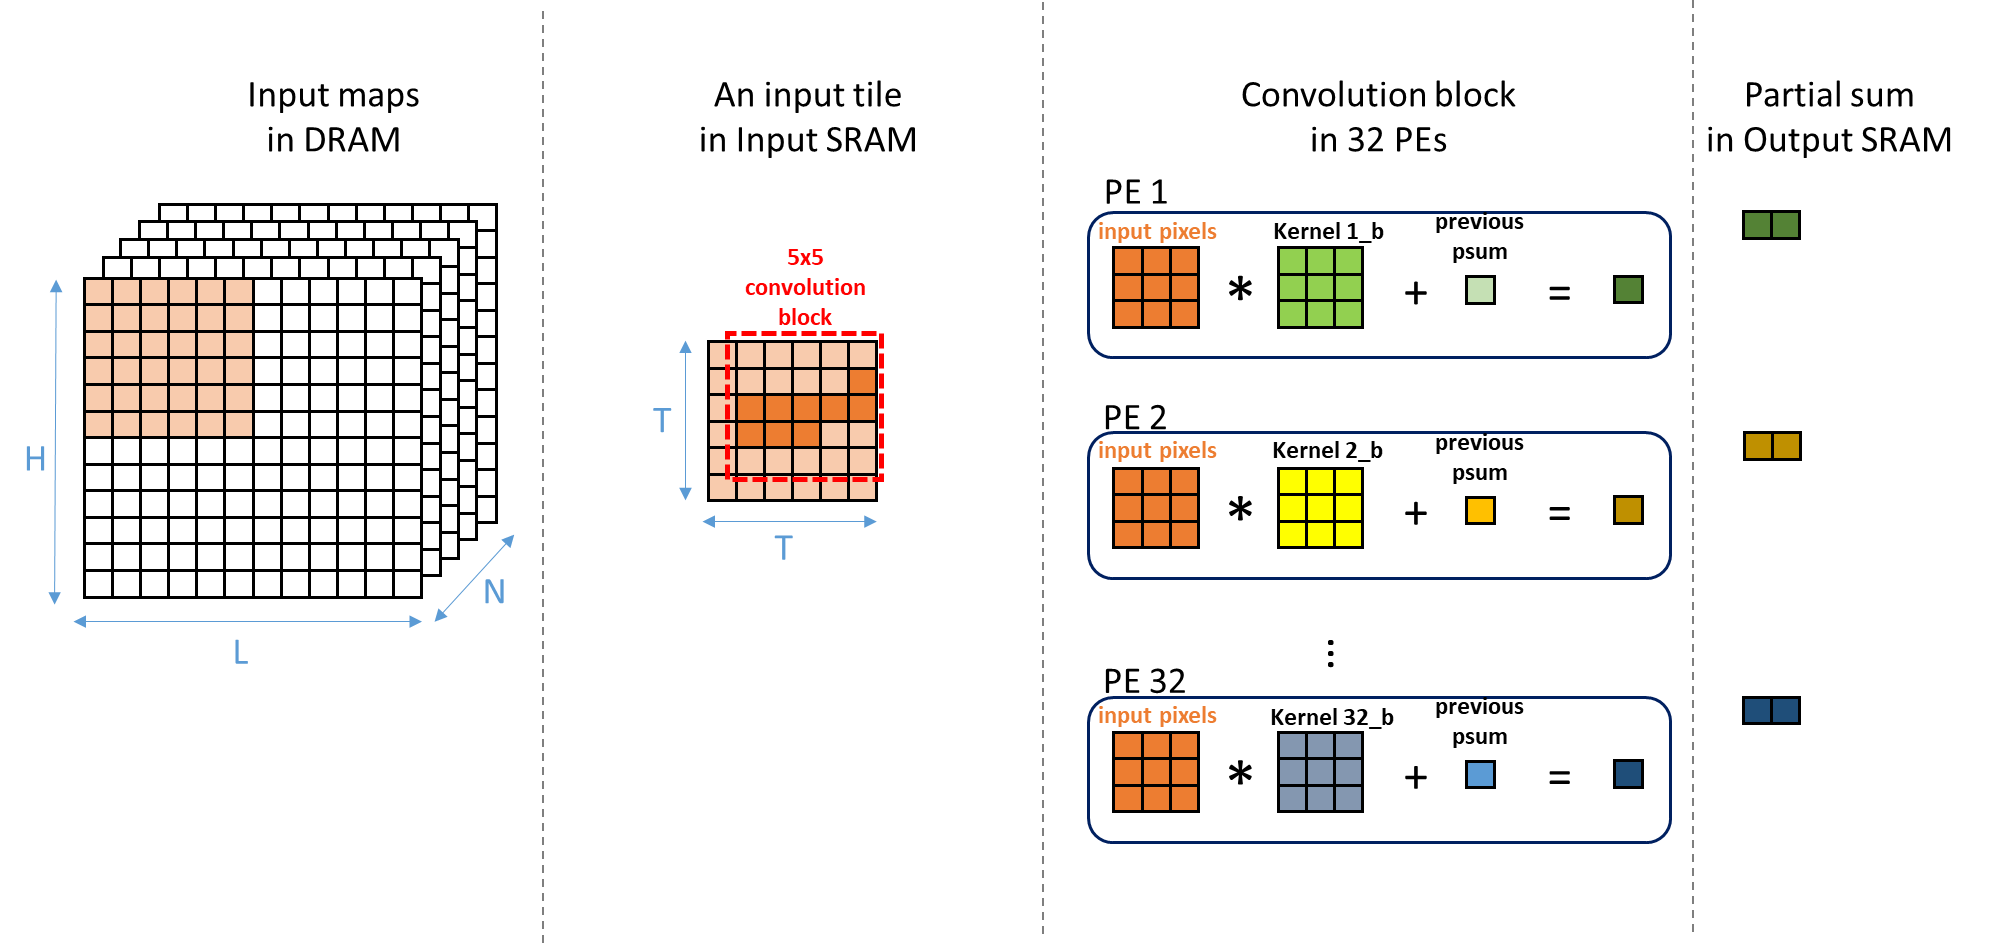 Input maps
in DRAM
H
L
N
An input tile
in Input SRAM
5x5
convolution
block
T
T
Convolution block
in 32 PEs
PE 1
input pixels
Kernel 1_b
previous
psum
*
+
=
PE 2
input pixels
Kernel 2_b
previous
psum
*
+
=
⋮
PE 32
input pixels
Kernel 32_b
previous
psum
*
+
=
Partial sum
in Output SRAM